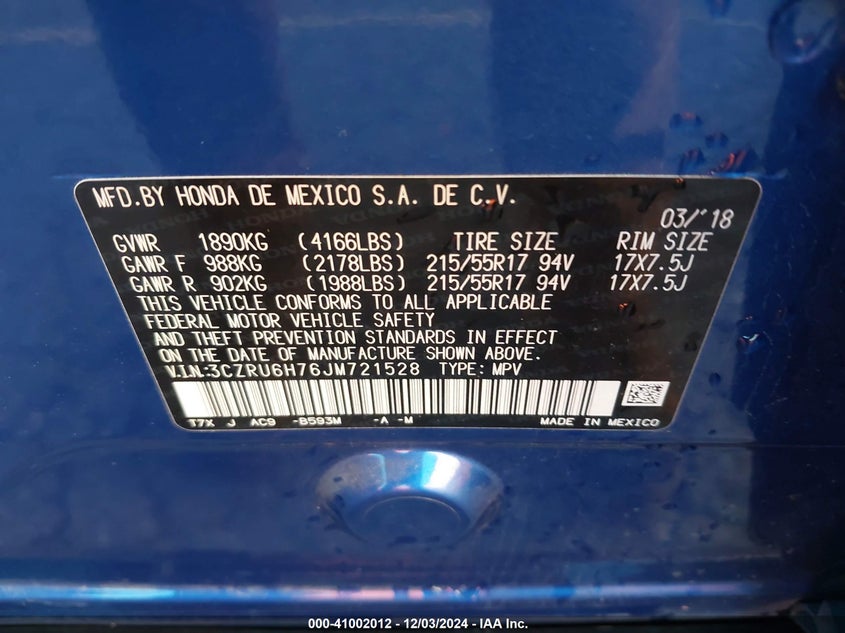 MFD.BY HONDA DE MEXICO S.A. DE C.V.
03/'18
GVWR 1890KG (4166LBS) TIRE SIZE RIM SIZE
GAWR F 988KG (2178LBS) 215/55R17 94V 17X7.5J
GAWR R 902KG (1988LBS) 215/55R17 94V 17X7.5J
THIS VEHICLE CONFORMS TO ALL APPLICABLE
FEDERAL MOTOR VEHICLE SAFETY
AND THEFT PREVENTION STANDARDS IN EFFECT
ON THE DATE OF MANUFACTURE SHOWN ABOVE.
V.I.N.:3CZRU6H76JM721528 TYPE: MPV
T7X J AC9 -B593M -A -M MADE IN MEXICO
000-41002012 - 12/03/2024 - IAA Inc.